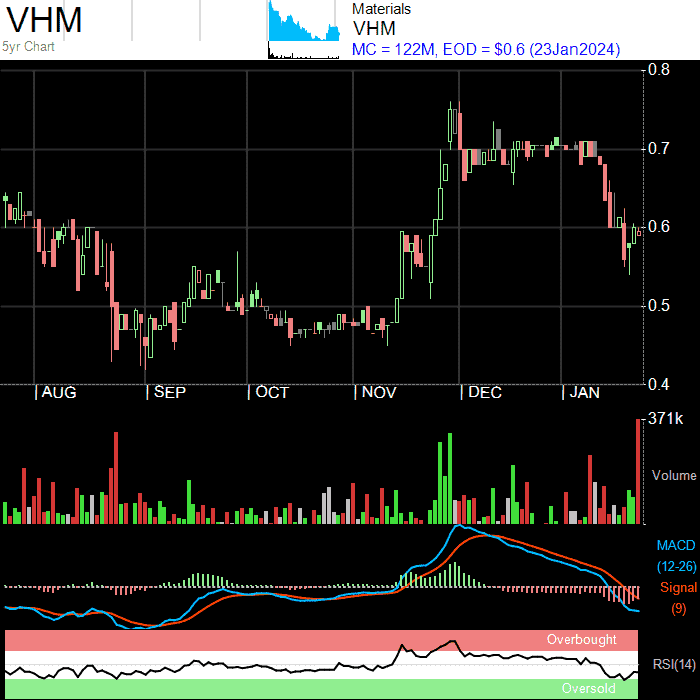 VHM
5yr Chart
Materials
VHM
MC = 122M, EOD = $0.6 (23Jan2024)
0.8
0.7
0.6
0.5
0.4
| AUG | SEP | OCT | NOV | DEC | JAN
371k
Volume
MACD
(12-26)
Signal
(9)
Overbought
RSI(14)
Oversold